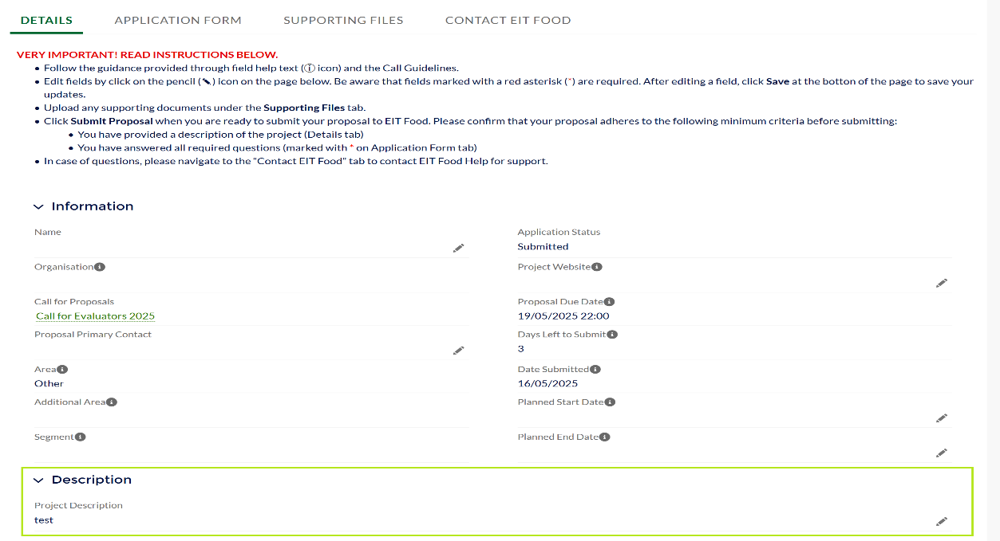 DETAILS APPLICATION FORM SUPPORTING FILES CONTACT EIT FOOD
VERY IMPORTANT! READ INSTRUCTIONS BELOW.
• Follow the guidance provided through field help text (ⓘ icon) and the Call Guidelines.
• Edit fields by click on the pencil (✎) icon on the page below. Be aware that fields marked with a red asterisk (*) are required. After editing a field, click Save at the botton of the page to save your
updates.
• Upload any supporting documents under the Supporting Files tab.
• Click Submit Proposal when you are ready to submit your proposal to EIT Food. Please confirm that your proposal adheres to the following minimum criteria before submitting:
• You have provided a description of the project (Details tab)
• You have answered all required questions (marked with * on Application Form tab)
• In case of questions, please navigate to the "Contact EIT Food" tab to contact EIT Food Help for support.
Information
Name
Application Status
Submitted
Organisation
Project Website
Call for Proposals
Call for Evaluators 2025
Proposal Due Date
19/05/2025 22:00
Proposal Primary Contact
Days Left to Submit
3
Area
Other
Date Submitted
16/05/2025
Additional Area
Planned Start Date
Segment
Planned End Date
Description
Project Description
test